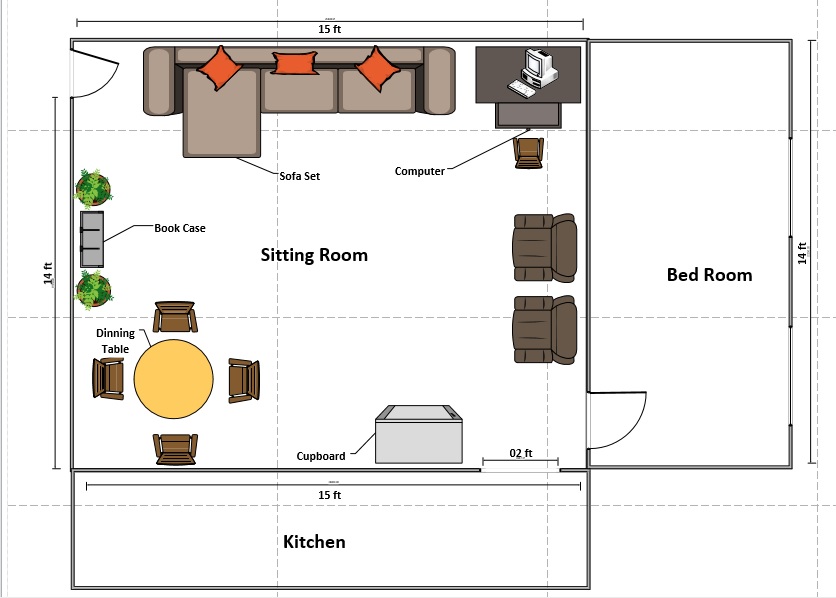 15 ft
Sofa Set
Computer
Book Case
Sitting Room
14 ft
14 ft
Bed Room
Dinning
Table
Cupboard
02 ft
15 ft
Kitchen